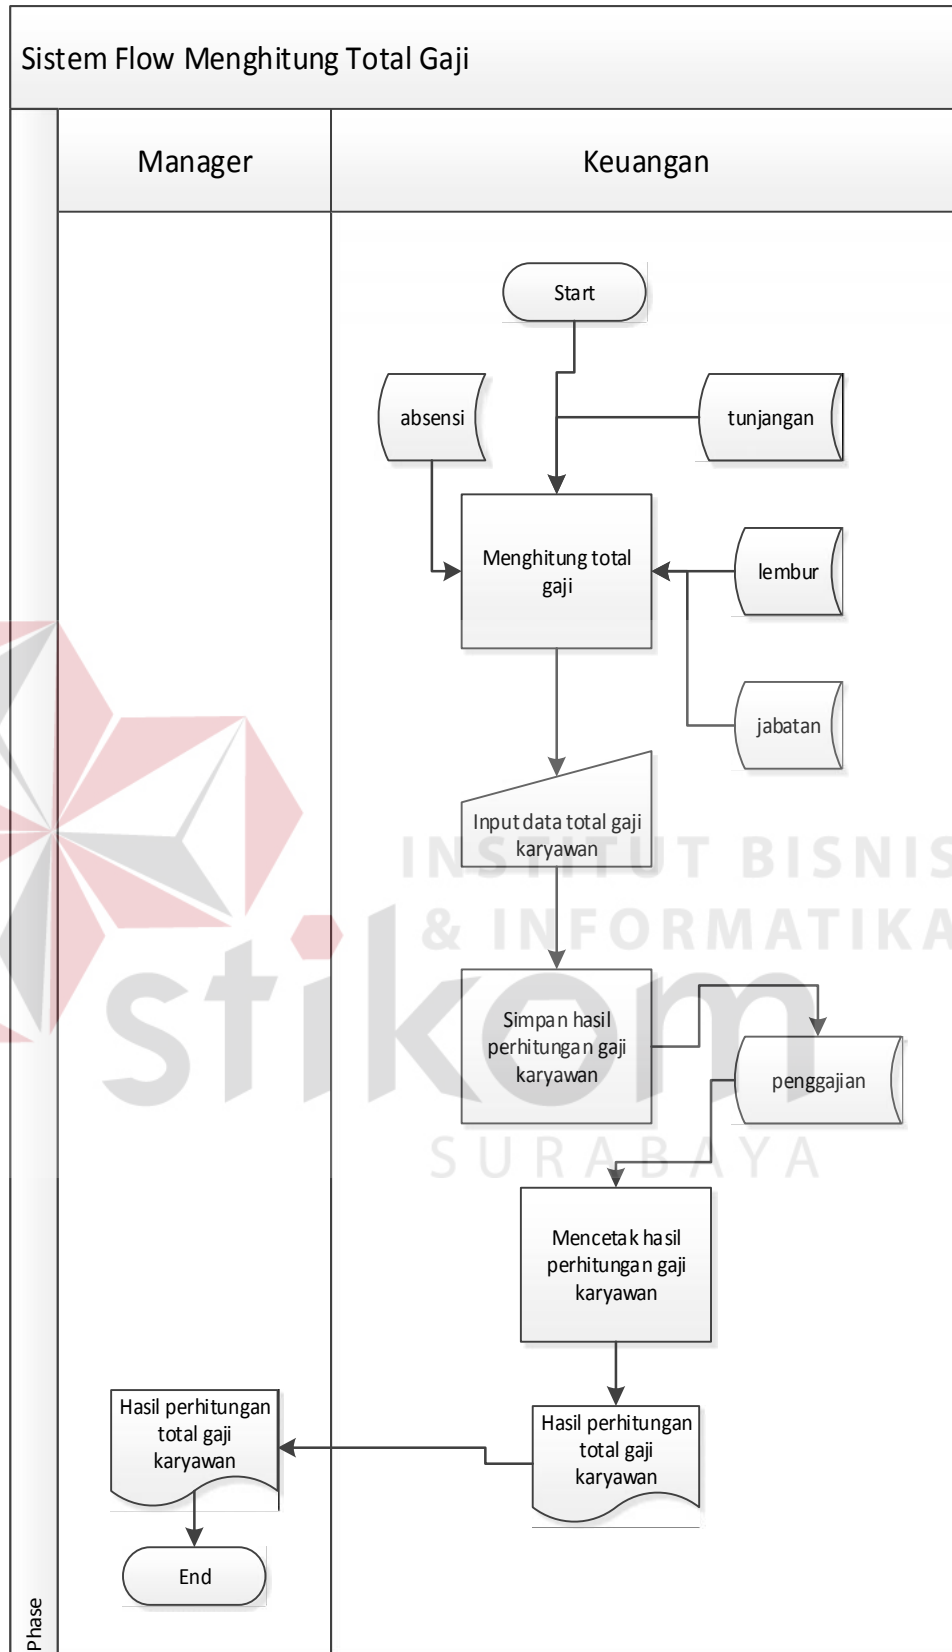 Sistem Flow Menghitung Total Gaji
Manager
Keuangan
Start
absensi
tunjangan
Menghitung total
gaji
lembur
jabatan
Input data total gaji
karyawan
INSTITUT BISNIS
& INFORMATIKA
stikom
SURABAYA
Simpan hasil
perhitungan gaji
karyawan
penggajian
Mencetak hasil
perhitungan gaji
karyawan
Hasil perhitungan
total gaji
karyawan
Hasil perhitungan
total gaji
karyawan
End
Phase